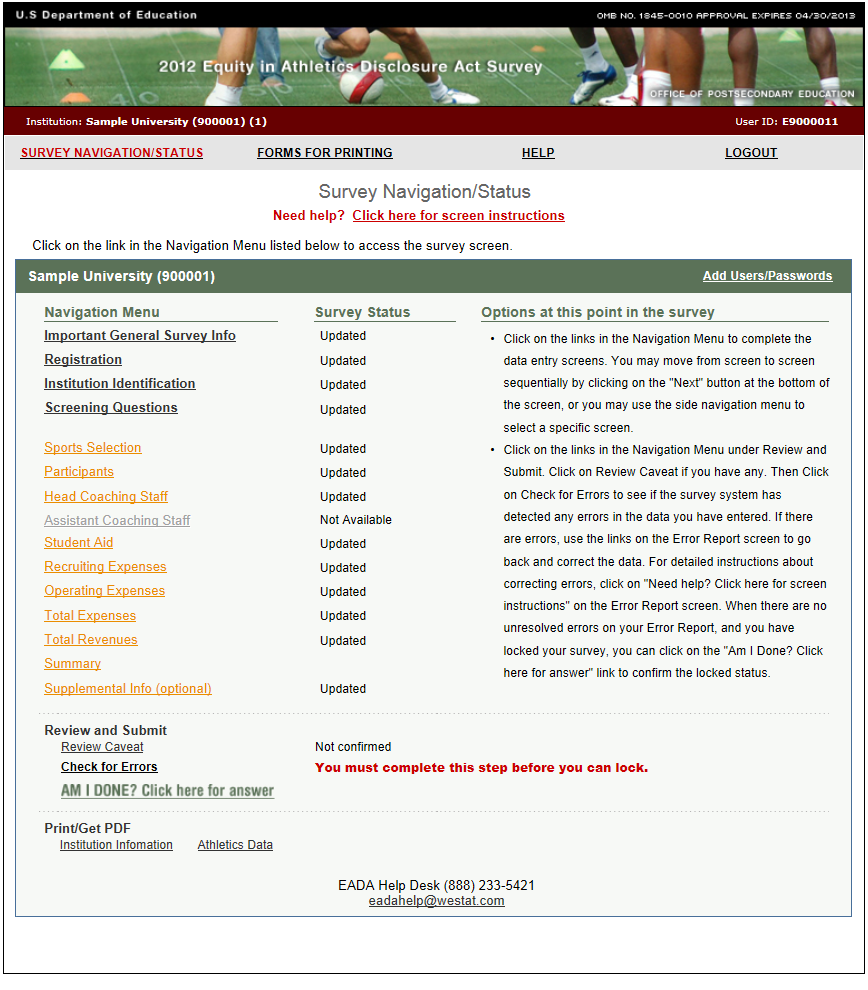 U.S Department of Education
OMB NO. 1845-0010 APPROVAL EXPIRES 04/30/2013
2012 Equity in Athletics Disclosure Act Survey
OFFICE OF POSTSECONDARY EDUCATION
Institution: Sample University (900001) (1)
User ID: E9000011
SURVEY NAVIGATION/STATUS
FORMS FOR PRINTING
HELP
LOGOUT
Survey Navigation/Status
Need help? Click here for screen instructions
Click on the link in the Navigation Menu listed below to access the survey screen.
Sample University (900001)
Add Users/Passwords
Navigation Menu
Survey Status
Important General Survey Info
Updated
Registration
Updated
Institution Identification
Updated
Screening Questions
Updated
Sports Selection
Updated
Participants
Updated
Head Coaching Staff
Updated
Assistant Coaching Staff
Not Available
Student Aid
Updated
Recruiting Expenses
Updated
Operating Expenses
Updated
Total Expenses
Updated
Total Revenues
Updated
Summary
Supplemental Info (optional)
Updated
Options at this point in the survey
• Click on the links in the Navigation Menu to complete the
data entry screens. You may move from screen to screen
sequentially by clicking on the "Next" button at the bottom of
the screen, or you may use the side navigation menu to
select a specific screen.
• Click on the links in the Navigation Menu under Review and
Submit. Click on Review Caveat if you have any. Then Click
on Check for Errors to see if the survey system has
detected any errors in the data you have entered. If there
are errors, use the links on the Error Report screen to go
back and correct the data. For detailed instructions about
correcting errors, click on "Need help? Click here for screen
instructions" on the Error Report screen. When there are no
unresolved errors on your Error Report, and you have
locked your survey, you can click on the "Am I Done? Click
here for answer" link to confirm the locked status.
Review and Submit
Review Caveat
Not confirmed
Check for Errors
You must complete this step before you can lock.
AM I DONE? Click here for answer
Print/Get PDF
Institution Infomation
Athletics Data
EADA Help Desk (888) 233-5421
eadahelp@westat.com